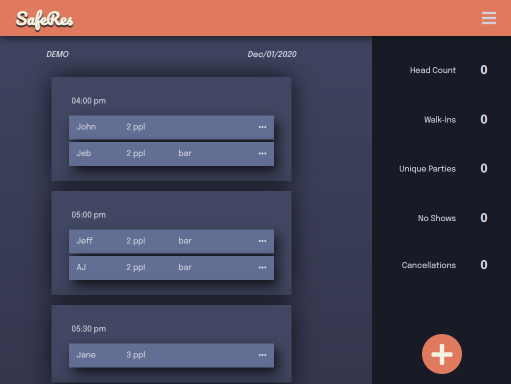 SafeRes
DEMO Dec/01/2020
04:00 pm
John 2 ppl •••
Jeb 2 ppl bar •••
05:00 pm
Jeff 2 ppl bar •••
AJ 2 ppl bar •••
05:30 pm
Jane 3 ppl •••
Head Count 0
Walk-Ins 0
Unique Parties 0
No Shows 0
Cancellations 0